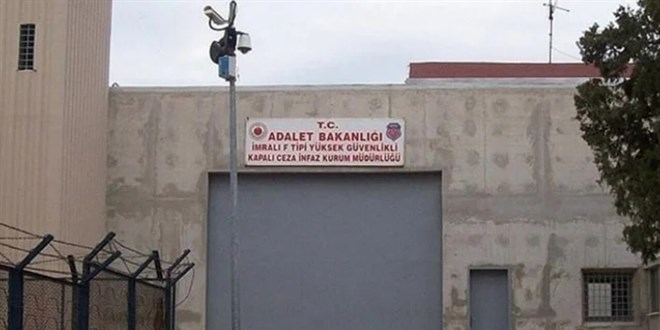 T.C.
ADALET BAKANLIĞI
İMRALI F TİPİ YÜKSEK GÜVENLİKLİ
KAPALI CEZA İNFAZ KURUM MÜDÜRLÜĞÜ